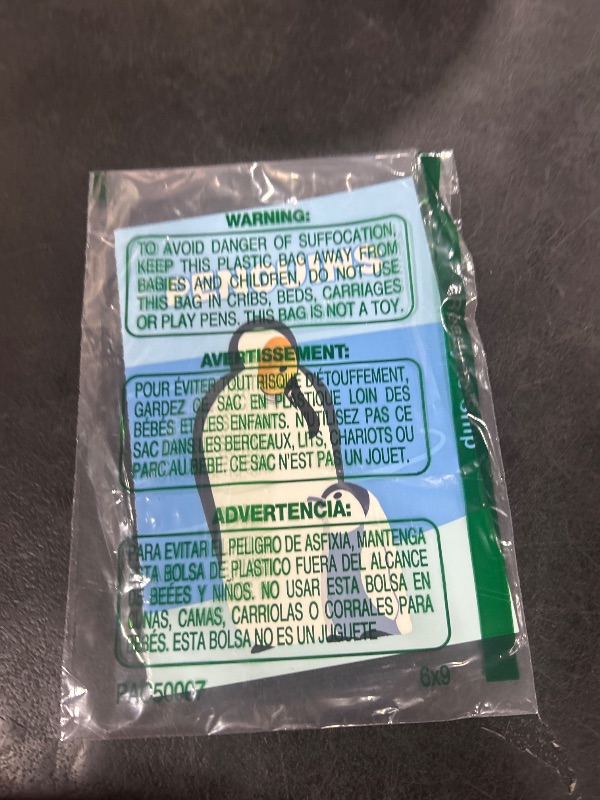 WARNING:
TO AVOID DANGER OF SUFFOCATION,
KEEP THIS PLASTIC BAG AWAY FROM
BABIES AND CHILDREN, DO NOT USE
THIS BAG IN CRIBS, BEDS, CARRIAGES
OR PLAY PENS, THIS BAG IS NOT A TOY.
PENGUINS
AVERTISSEMENT:
POUR ÉVITER TOUT RISQUE D'ÉTOUFFEMENT,
GARDEZ CE SAC EN PLASTIQUE LOIN DES
BÉBÉS ET LES ENFANTS. N'UTILISEZ PAS CE
SAC DANS LES BERCEAUX, LITS, CHARIOTS OU
PARC AU BÉBÉ. CE SAC N'EST PAS UN JOUET.
ADVERTENCIA:
PARA EVITAR EL PELIGRO DE ASFIXIA, MANTENGA
ESTA BOLSA DE PLASTICO FUERA DEL ALCANCE
BEÉES Y NIÑOS. NO USAR ESTA BOLSA EN
CUNAS, CAMAS, CARRIOLAS O CORRALES PARA
BEBÉS. ESTA BOLSA NO ES UN JUGUETE
PAC50007
6x9